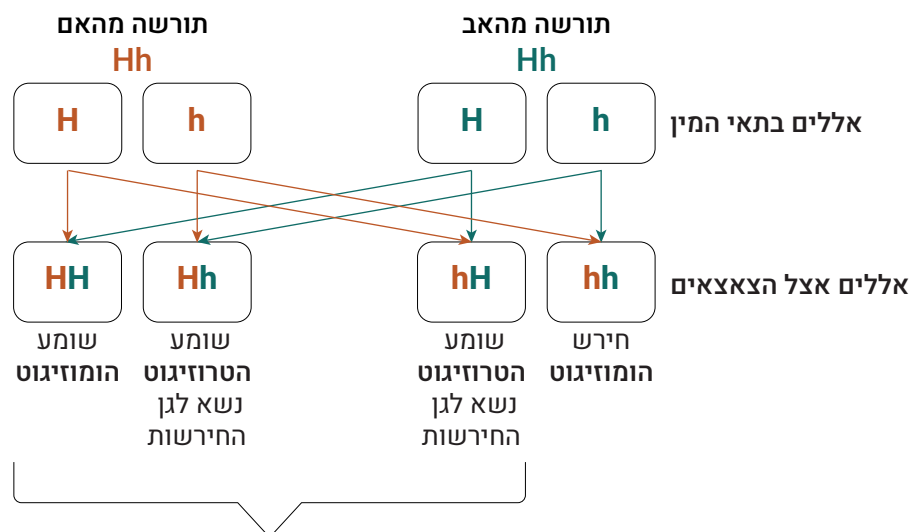 תורשה מהאב
Hh
תורשה מהאם
Hh
אללים בתאי המין
H h
H h
אללים אצל הצאצאים
HH Hh
hH hh
חירש
הומוזיגוט
שומע
הטרוזיגוט
נשא לגן
החירשות
שומע
הטרוזיגוט
נשא לגן
החירשות
שומע
הומוזיגוט